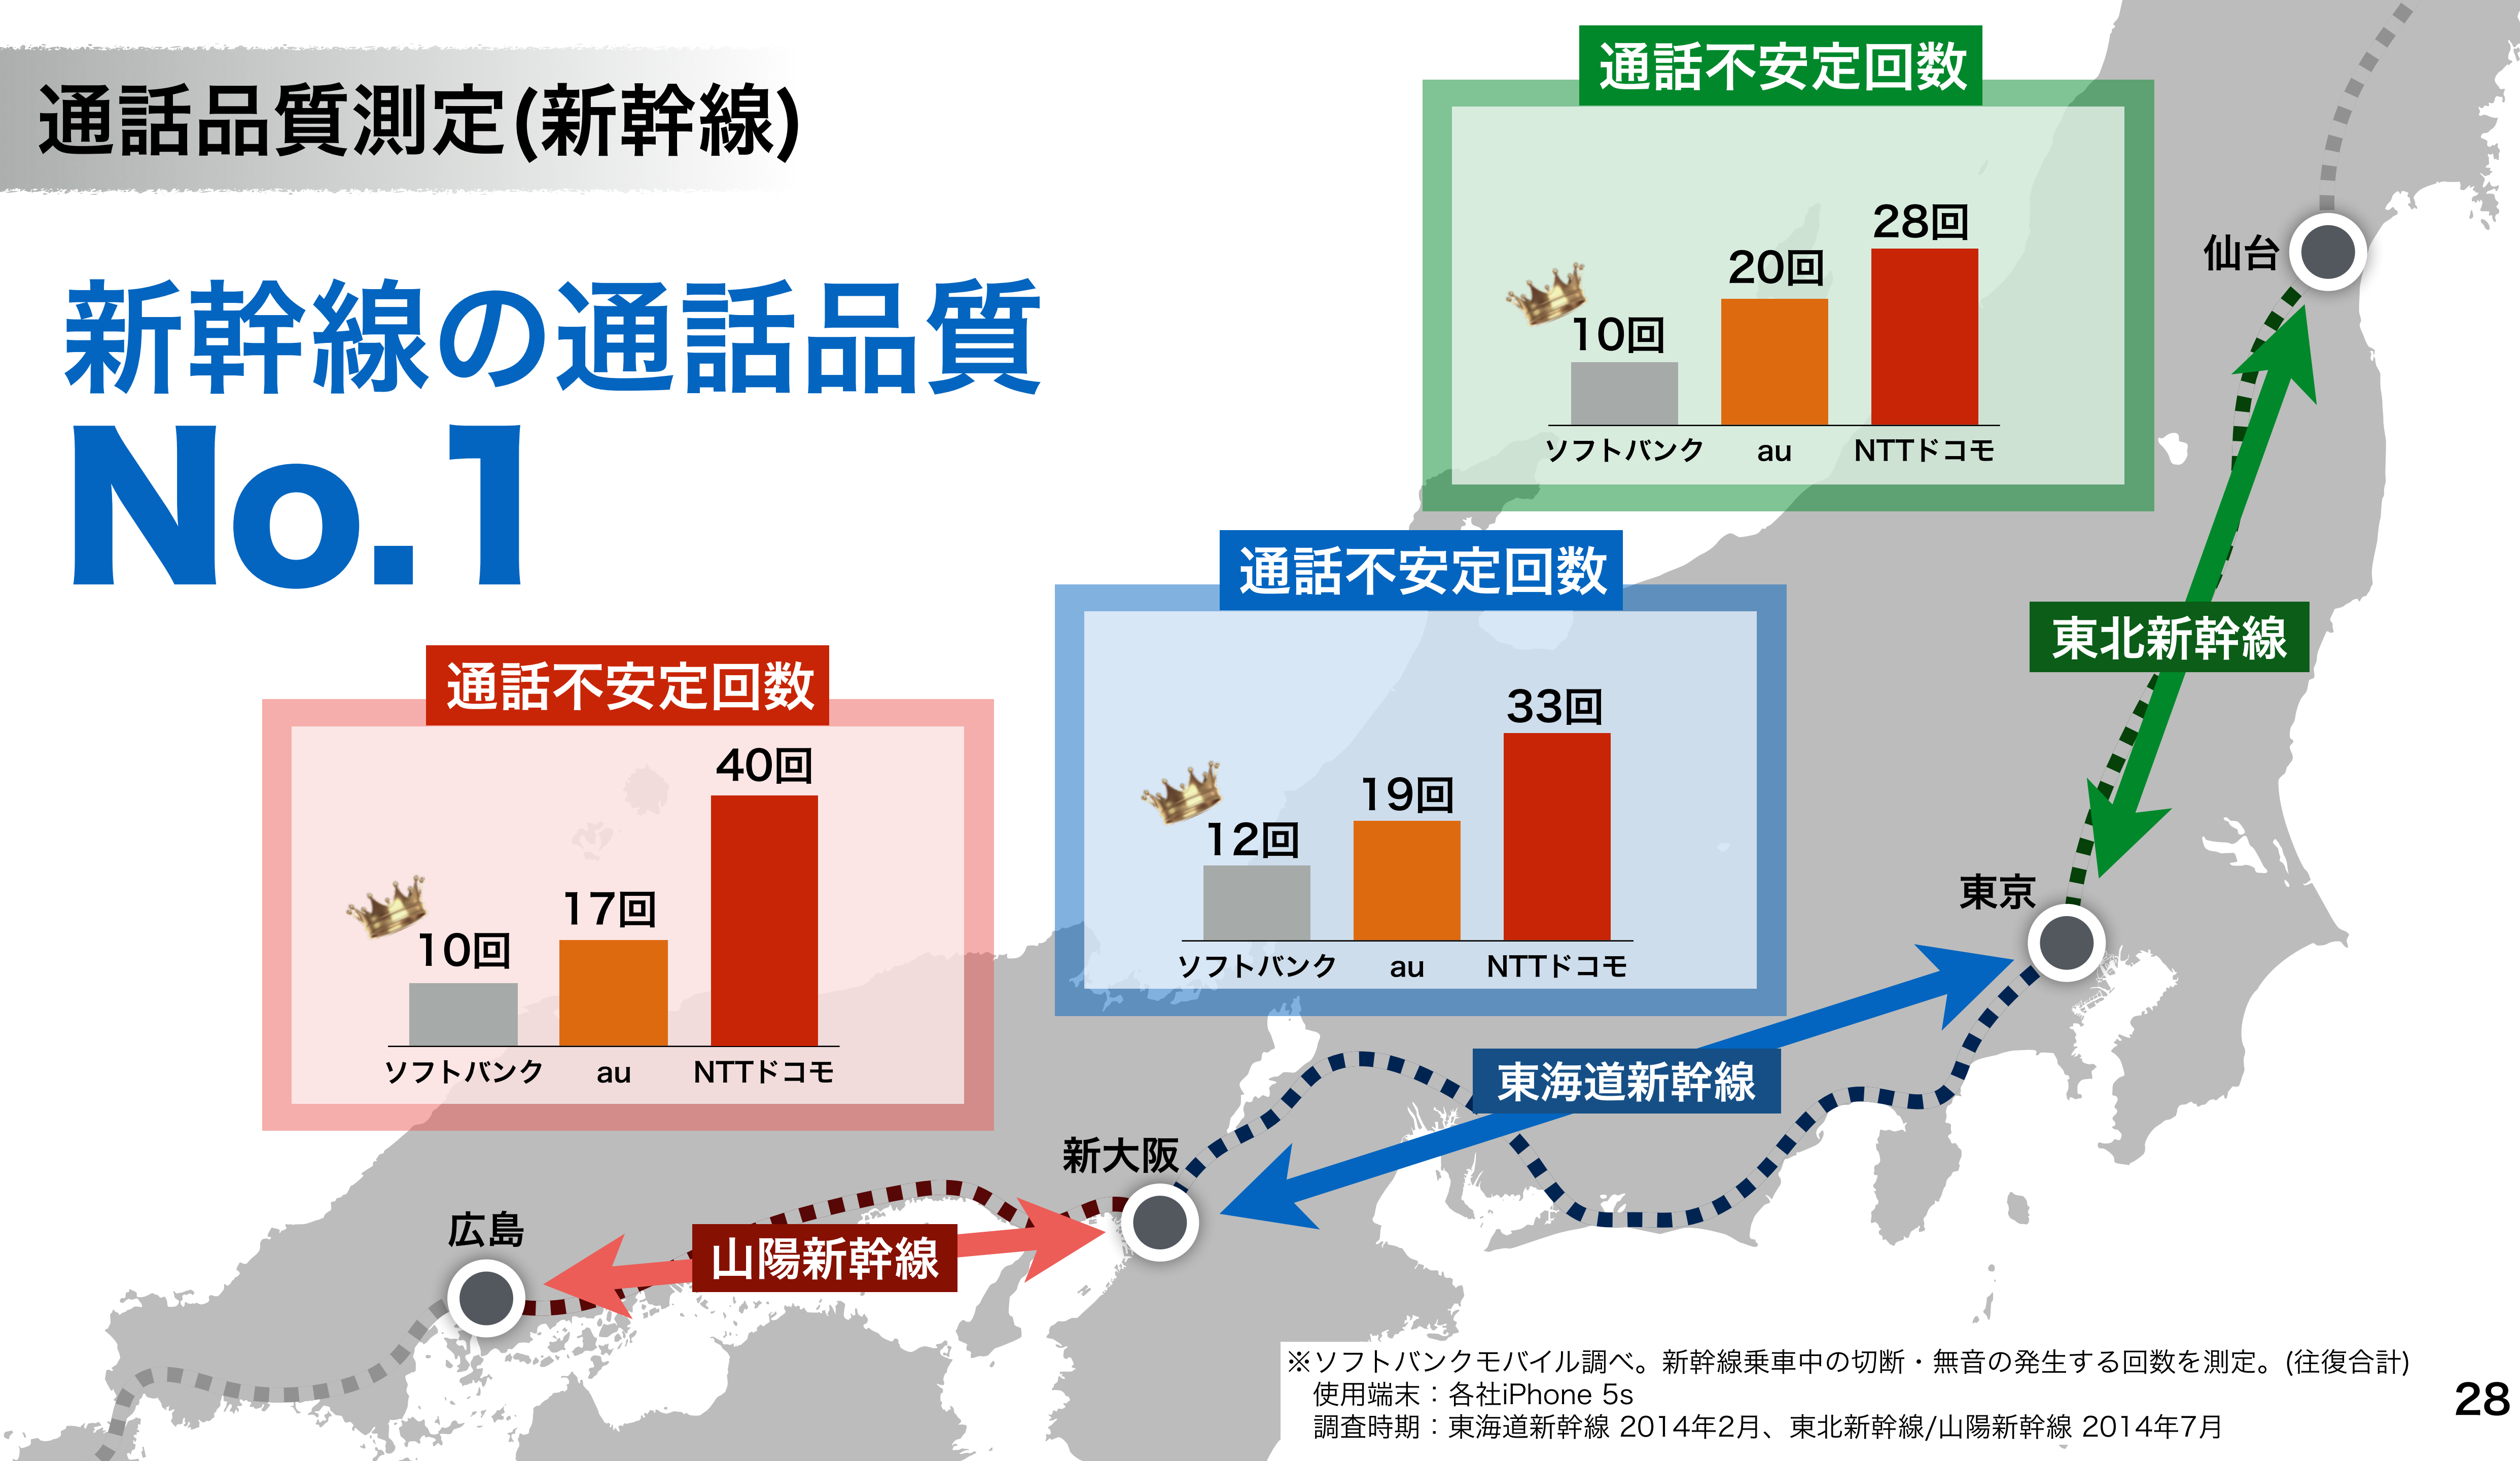 通話品質測定(新幹線)
新幹線の通話品質
No.1
通話不安定回数
10回
20回
28回
ソフトバンク
au
NTTドコモ
通話不安定回数
12回
19回
33回
ソフトバンク
au
NTTドコモ
通話不安定回数
10回
17回
40回
ソフトバンク
au
NTTドコモ
仙台
東北新幹線
東京
東海道新幹線
新大阪
山陽新幹線
広島
※ソフトバンクモバイル調べ。新幹線乗車中の切断・無音の発生する回数を測定。(往復合計)
使用端末：各社iPhone 5s
調査時期：東海道新幹線 2014年2月、東北新幹線/山陽新幹線 2014年7月
28